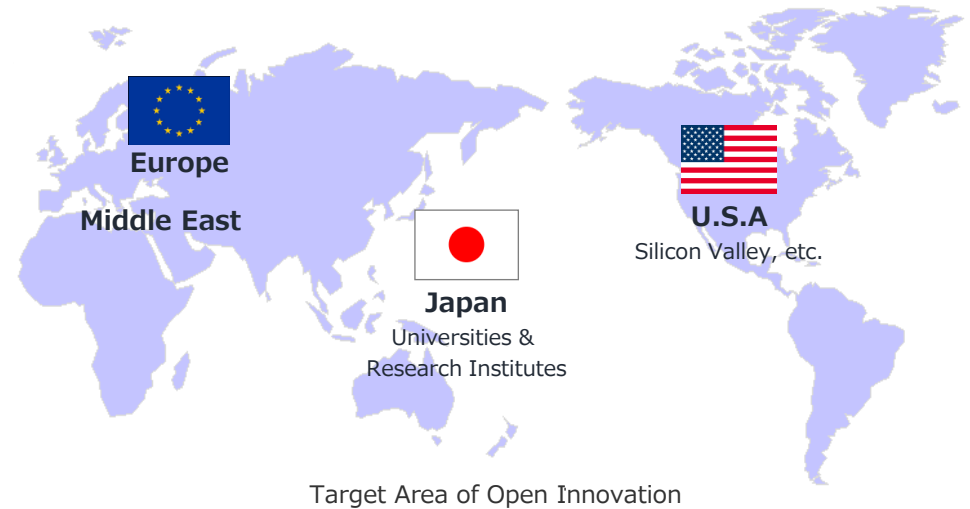 Europe
Middle East
Japan
Universities &
Research Institutes
U.S.A
Silicon Valley, etc.
Target Area of Open Innovation